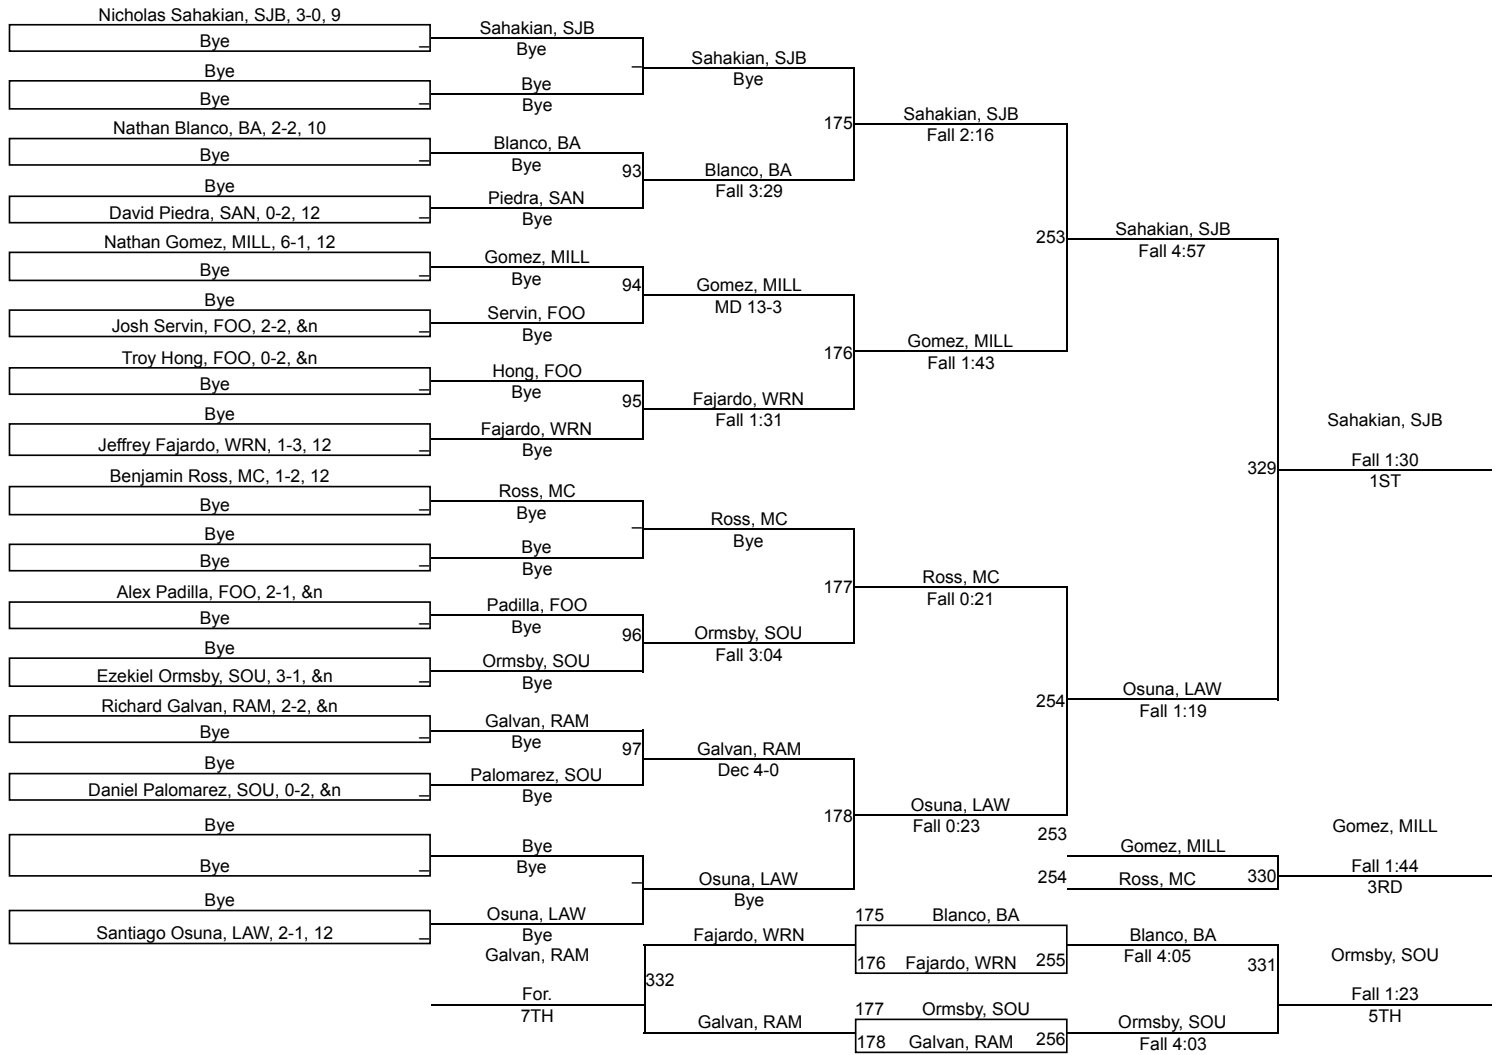 Nicholas Sahakian, SJB, 3-0, 9
Bye
Bye
Bye
Nathan Blanco, BA, 2-2, 10
Bye
Bye
David Piedra, SAN, 0-2, 12
Nathan Gomez, MILL, 6-1, 12
Bye
Bye
Josh Servin, FOO, 2-2, &n
Troy Hong, FOO, 0-2, &n
Bye
Bye
Jeffrey Fajardo, WRN, 1-3, 12
Benjamin Ross, MC, 1-2, 12
Bye
Bye
Bye
Alex Padilla, FOO, 2-1, &n
Bye
Bye
Ezekiel Ormsby, SOU, 3-1, &n
Richard Galvan, RAM, 2-2, &n
Bye
Bye
Daniel Palomarez, SOU, 0-2, &n
Bye
Bye
Bye
Santiago Osuna, LAW, 2-1, 12
Sahakian, SJB
Bye
Bye
Bye
Blanco, BA
Bye
93
Piedra, SAN
Bye
Gomez, MILL
Bye
94
Servin, FOO
Bye
Hong, FOO
Bye
95
Fajardo, WRN
Bye
Ross, MC
Bye
Bye
Bye
Padilla, FOO
Bye
96
Ormsby, SOU
Bye
Galvan, RAM
Bye
97
Palomarez, SOU
Bye
Bye
Bye
Osuna, LAW
Bye
Sahakian, SJB
Bye
175
Blanco, BA
Fall 3:29
Gomez, MILL
MD 13-3
176
Fajardo, WRN
Fall 1:31
Ross, MC
Bye
177
Ormsby, SOU
Fall 3:04
Galvan, RAM
Dec 4-0
178
Osuna, LAW
Bye
Sahakian, SJB
Fall 2:16
253
Gomez, MILL
Fall 1:43
Ross, MC
Fall 0:21
254
Osuna, LAW
Fall 0:23
Sahakian, SJB
Fall 4:57
329
Osuna, LAW
Fall 1:19
Sahakian, SJB
Fall 1:30
1ST
253
Gomez, MILL
254
Ross, MC
330
Gomez, MILL
Fall 1:44
3RD
175
Blanco, BA
176
Fajardo, WRN
255
177
Ormsby, SOU
178
Galvan, RAM
256
Blanco, BA
Fall 4:05
331
Ormsby, SOU
Fall 4:03
Ormsby, SOU
Fall 1:23
5TH
Fajardo, WRN
332
Galvan, RAM
Galvan, RAM
For.
7TH